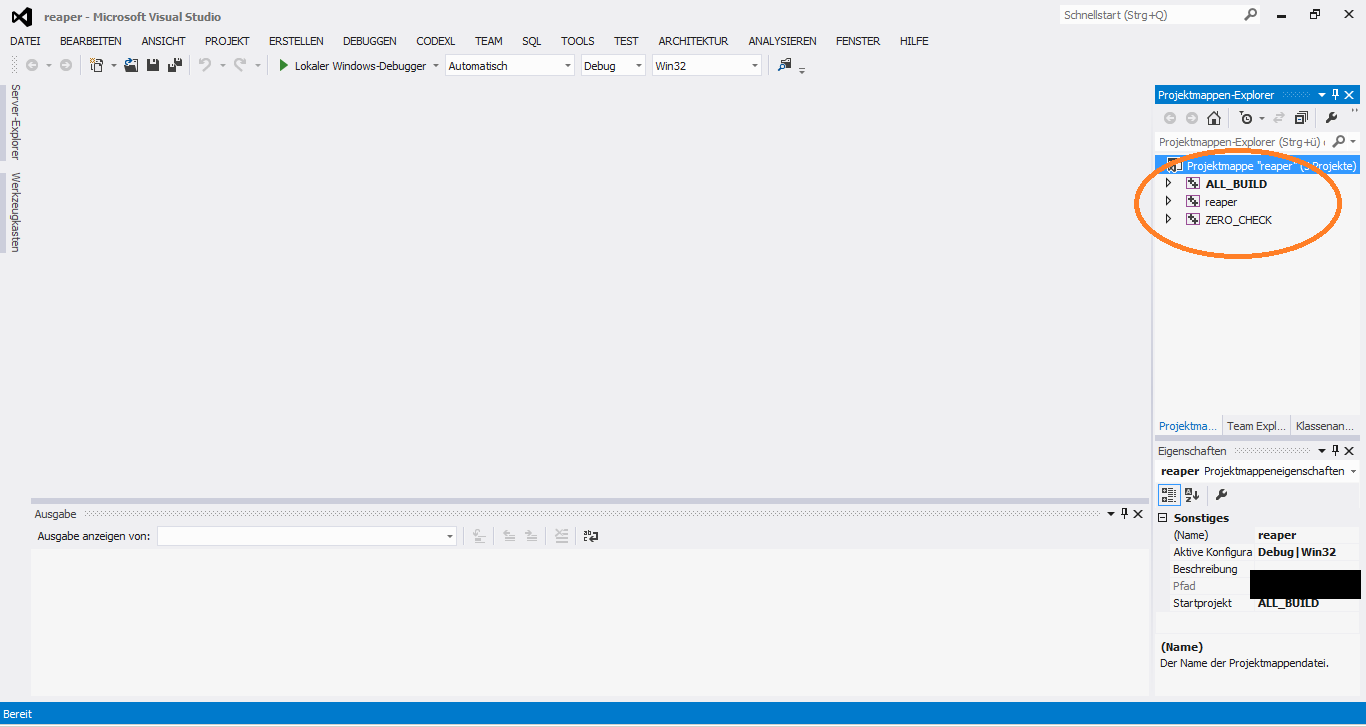 reaper - Microsoft Visual Studio
Schnellstart (Strg+Q)
DATEI BEARBEITEN ANSICHT PROJEKT ERSTELLEN DEBUGGEN CODEXL TEAM SQL TOOLS TEST ARCHITEKTUR ANALYSIEREN FENSTER HILFE
Lokaler Windows-Debugger Automatisch Debug Win32
Server-Explorer
Werkzeugkasten
Projektmappen-Explorer
Projektmappen-Explorer (Strg+ü)
Projektmappe "reaper" (3 Projekte)
ALL_BUILD
reaper
ZERO_CHECK
Projektma... Team Expl... Klassenan...
Eigenschaften
reaper Projektmappeneigenschaften
Sonstiges
(Name) reaper
Aktive Konfigura Debug|Win32
Beschreibung
Pfad
Startprojekt ALL_BUILD
(Name)
Der Name der Projektmappendatei.
Ausgabe
Ausgabe anzeigen von:
Bereit